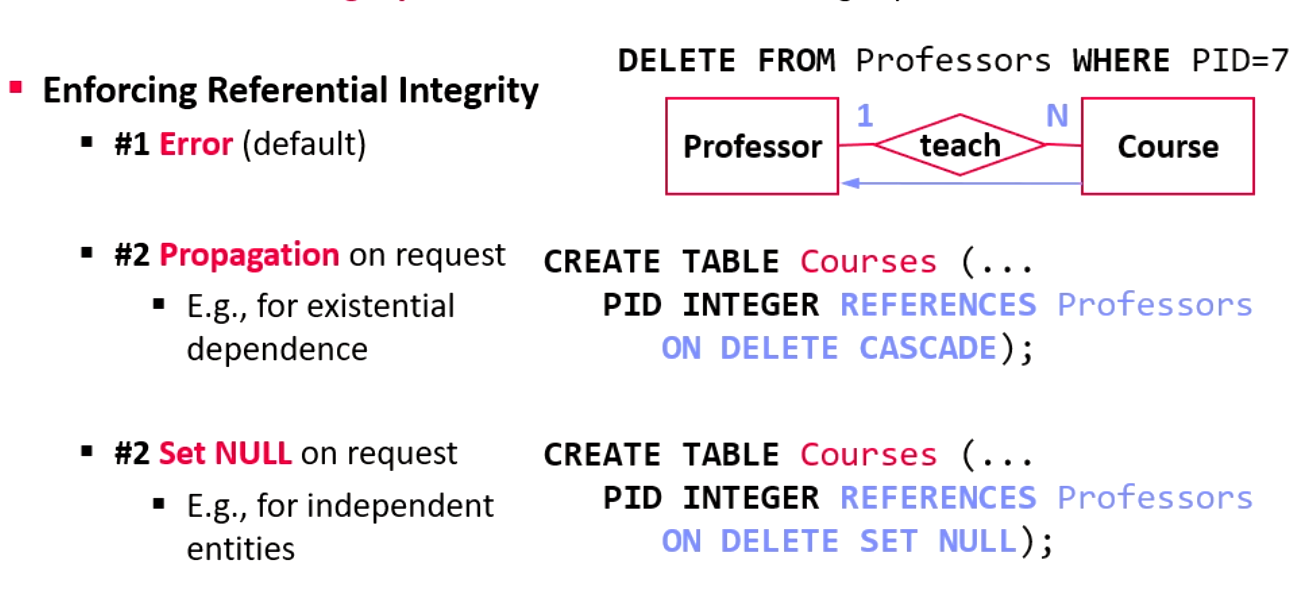 DELETE FROM Professors WHERE PID=7
▪ Enforcing Referential Integrity
▪ #1 Error (default)
1
N
Professor
teach
Course
▪ #2 Propagation on request
▪ E.g., for existential
dependence
CREATE TABLE Courses (...
PID INTEGER REFERENCES Professors
ON DELETE CASCADE);
▪ #2 Set NULL on request
▪ E.g., for independent
entities
CREATE TABLE Courses (...
PID INTEGER REFERENCES Professors
ON DELETE SET NULL);